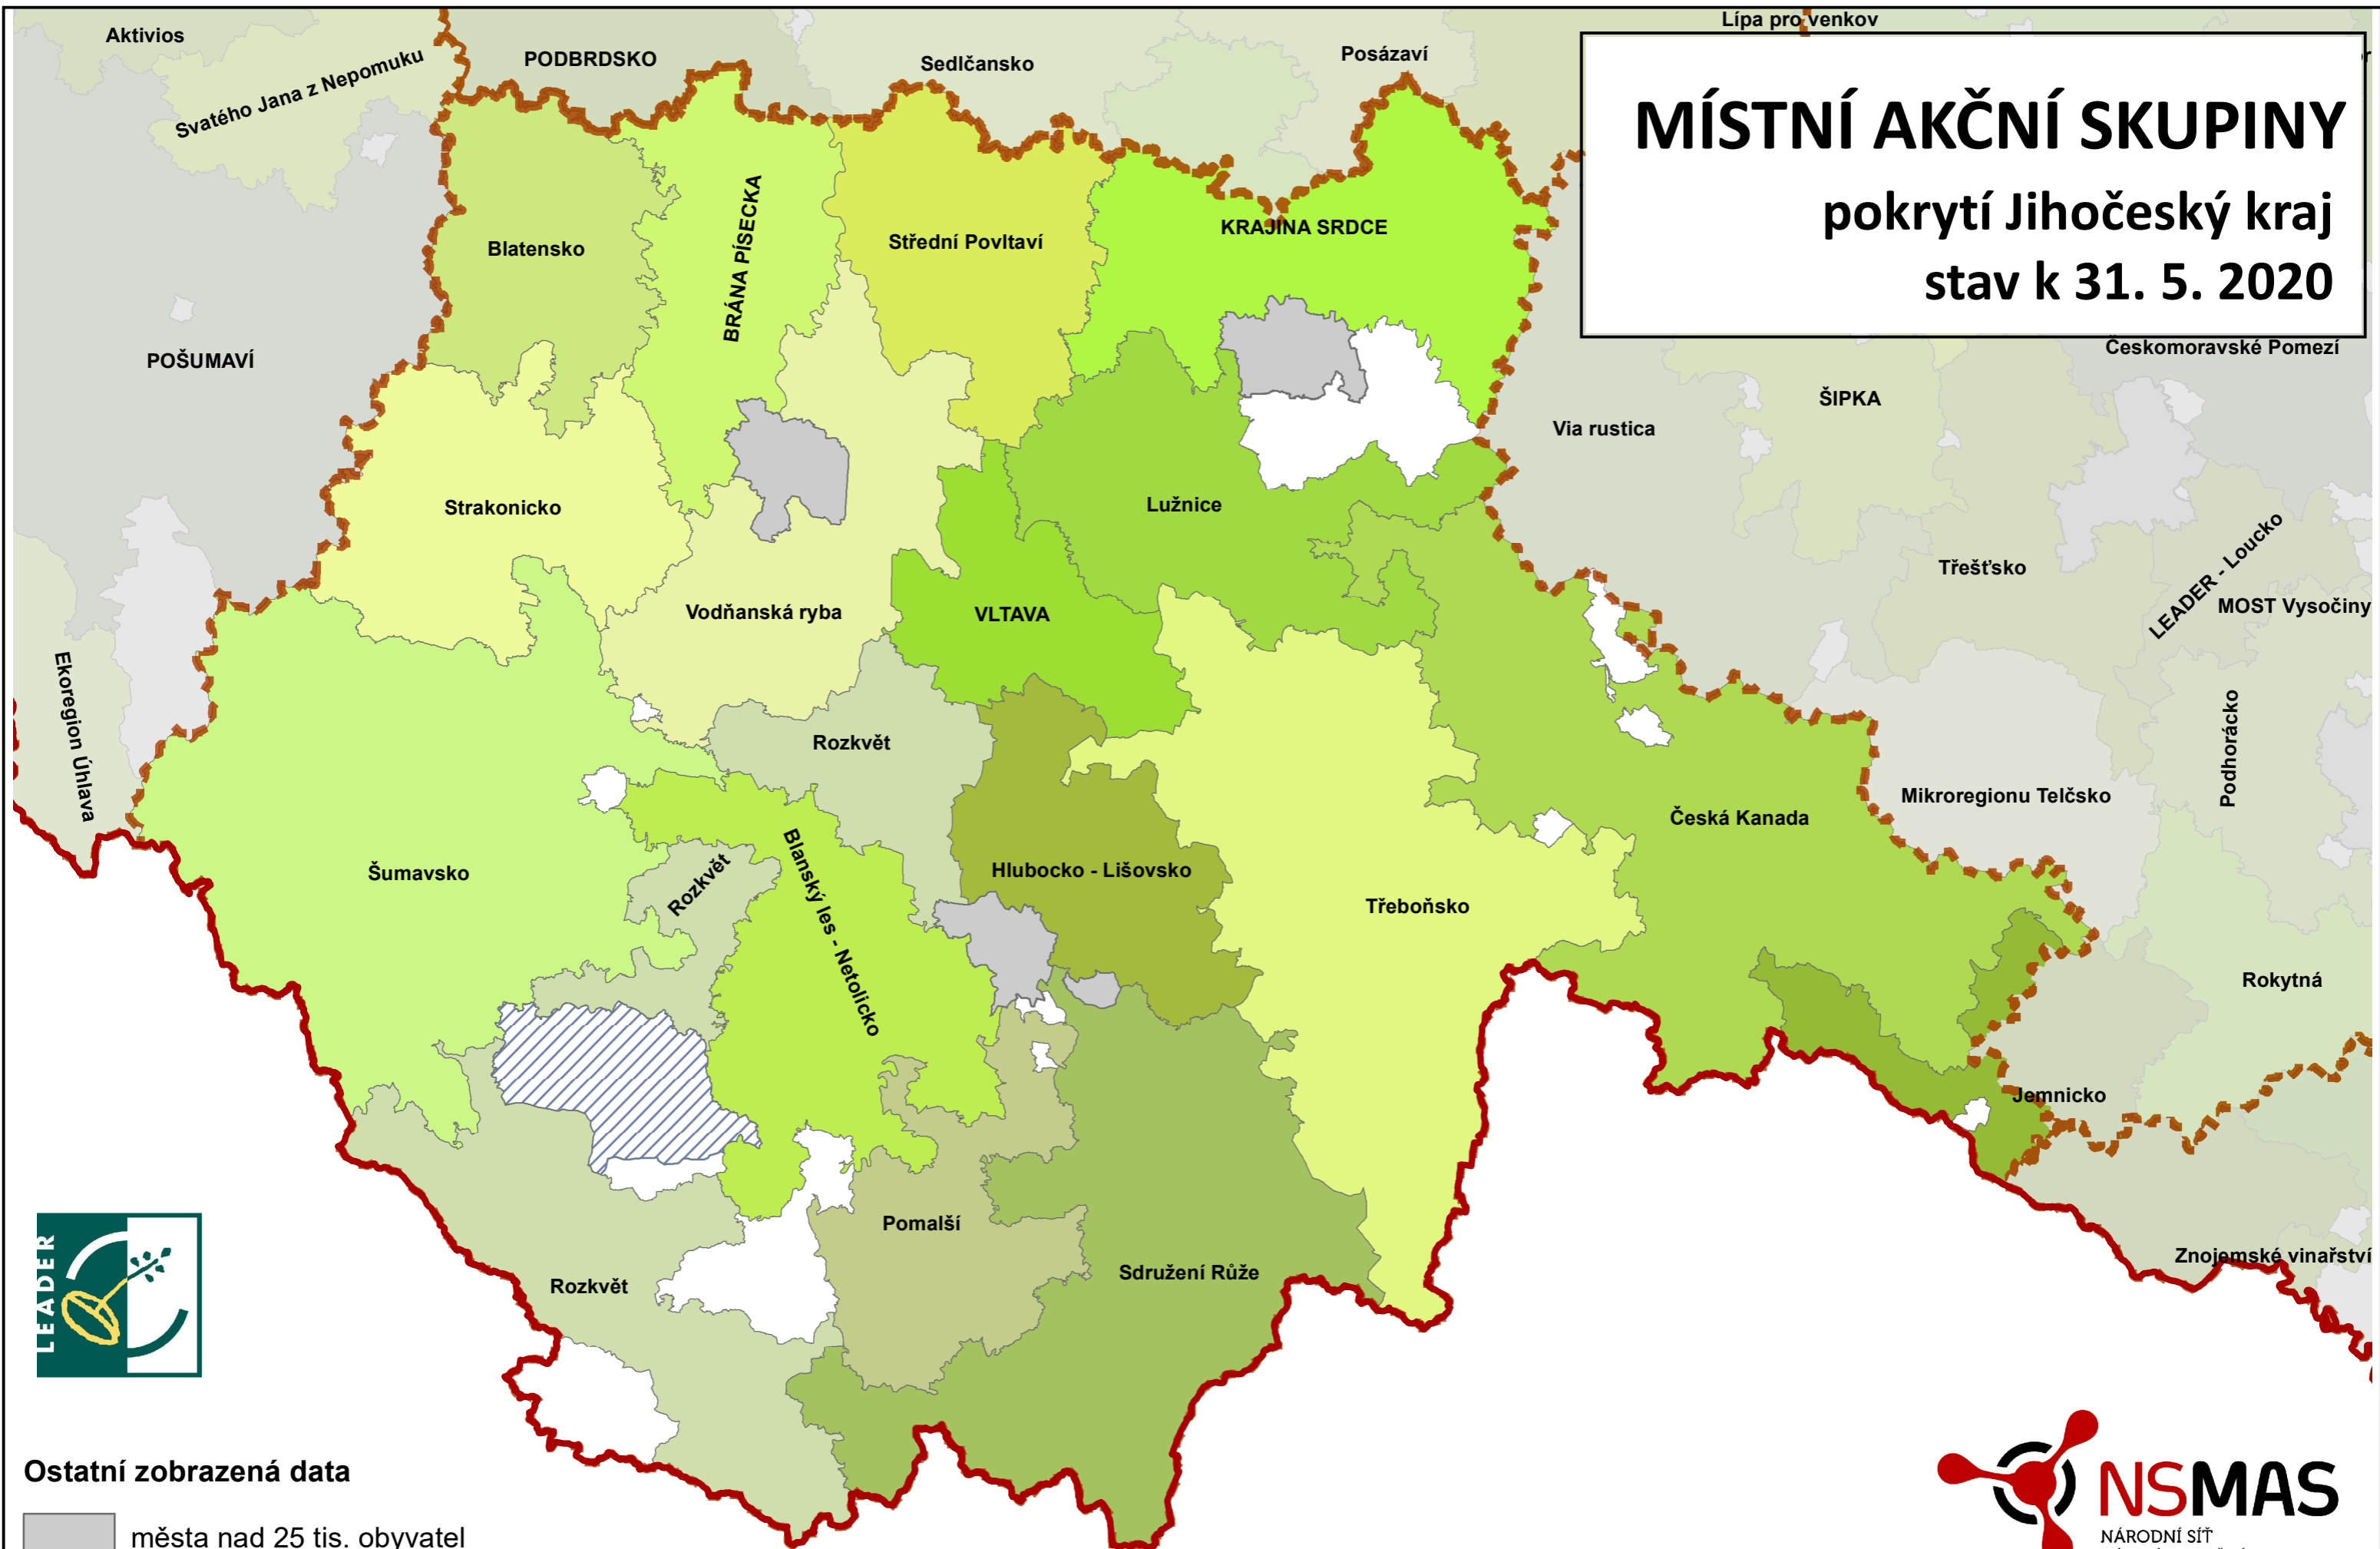 Aktivios
Svatého Jana z Nepomuku
PODBRDSKO
Sedlčansko
Posázaví
Lípa pro venkov
MÍSTNÍ AKČNÍ SKUPINY
pokrytí Jihočeský kraj
stav k 31. 5. 2020
Blatensko
BRÁNA PÍSECKA
Střední Povltaví
KRAJINA SRDCE
POŠUMAVÍ
Českomoravské Pomezí
ŠIPKA
Via rustica
Strakonicko
Lužnice
Třešťsko
LEADER - Loucko
MOST Vysočiny
Vodňanská ryba
VLTAVA
Ekoregion Úhlava
Rozkvět
Podhorácko
Mikroregionu Telčsko
Česká Kanada
Šumavsko
Rozkvět
Blanský les - Netolicko
Hlubocko - Lišovsko
Třeboňsko
Rokytná
Jemnicko
Pomalší
Sdružení Růže
Znojemské vinařství
Rozkvět
LEADER
Ostatní zobrazená data
města nad 25 tis. obyvatel
NSMAS
NÁRODNÍ SÍŤ